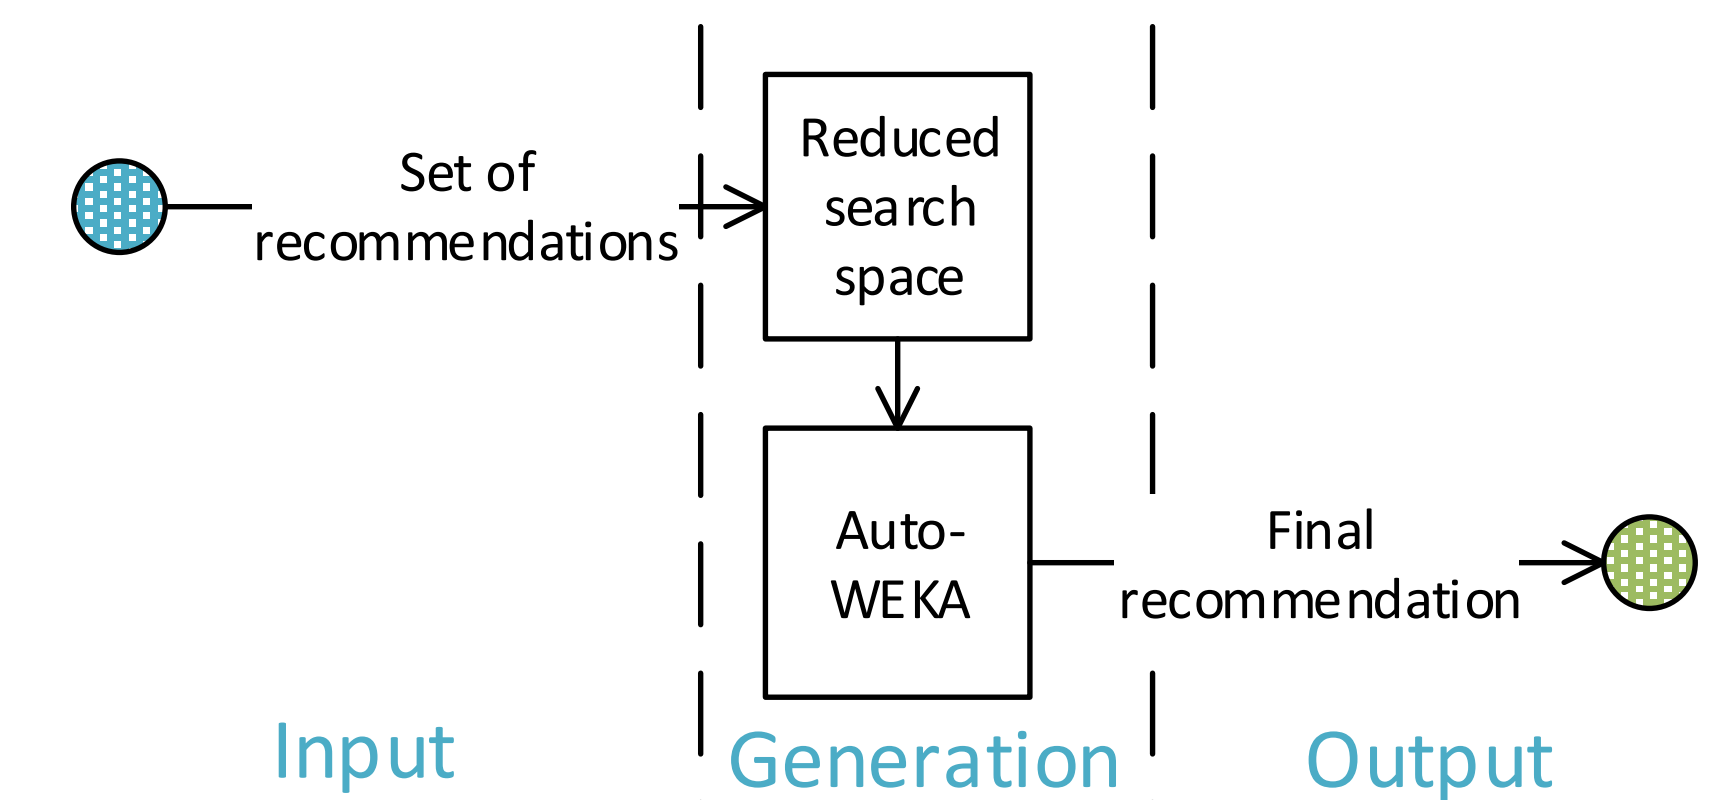 Set of
recommendations
Reduced
search
space
Auto-
WEKA
Final
recommendation
Input
Generation
Output